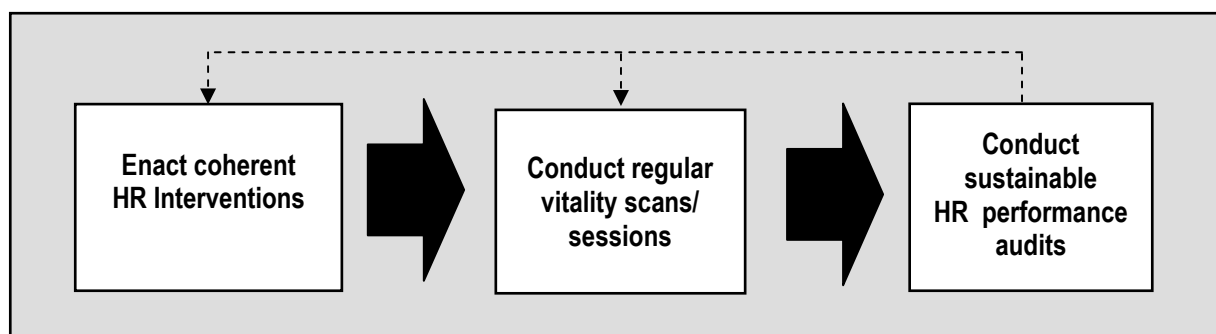 Enact coherent
HR Interventions
Conduct regular
vitality scans/
sessions
Conduct
sustainable
HR performance
audits